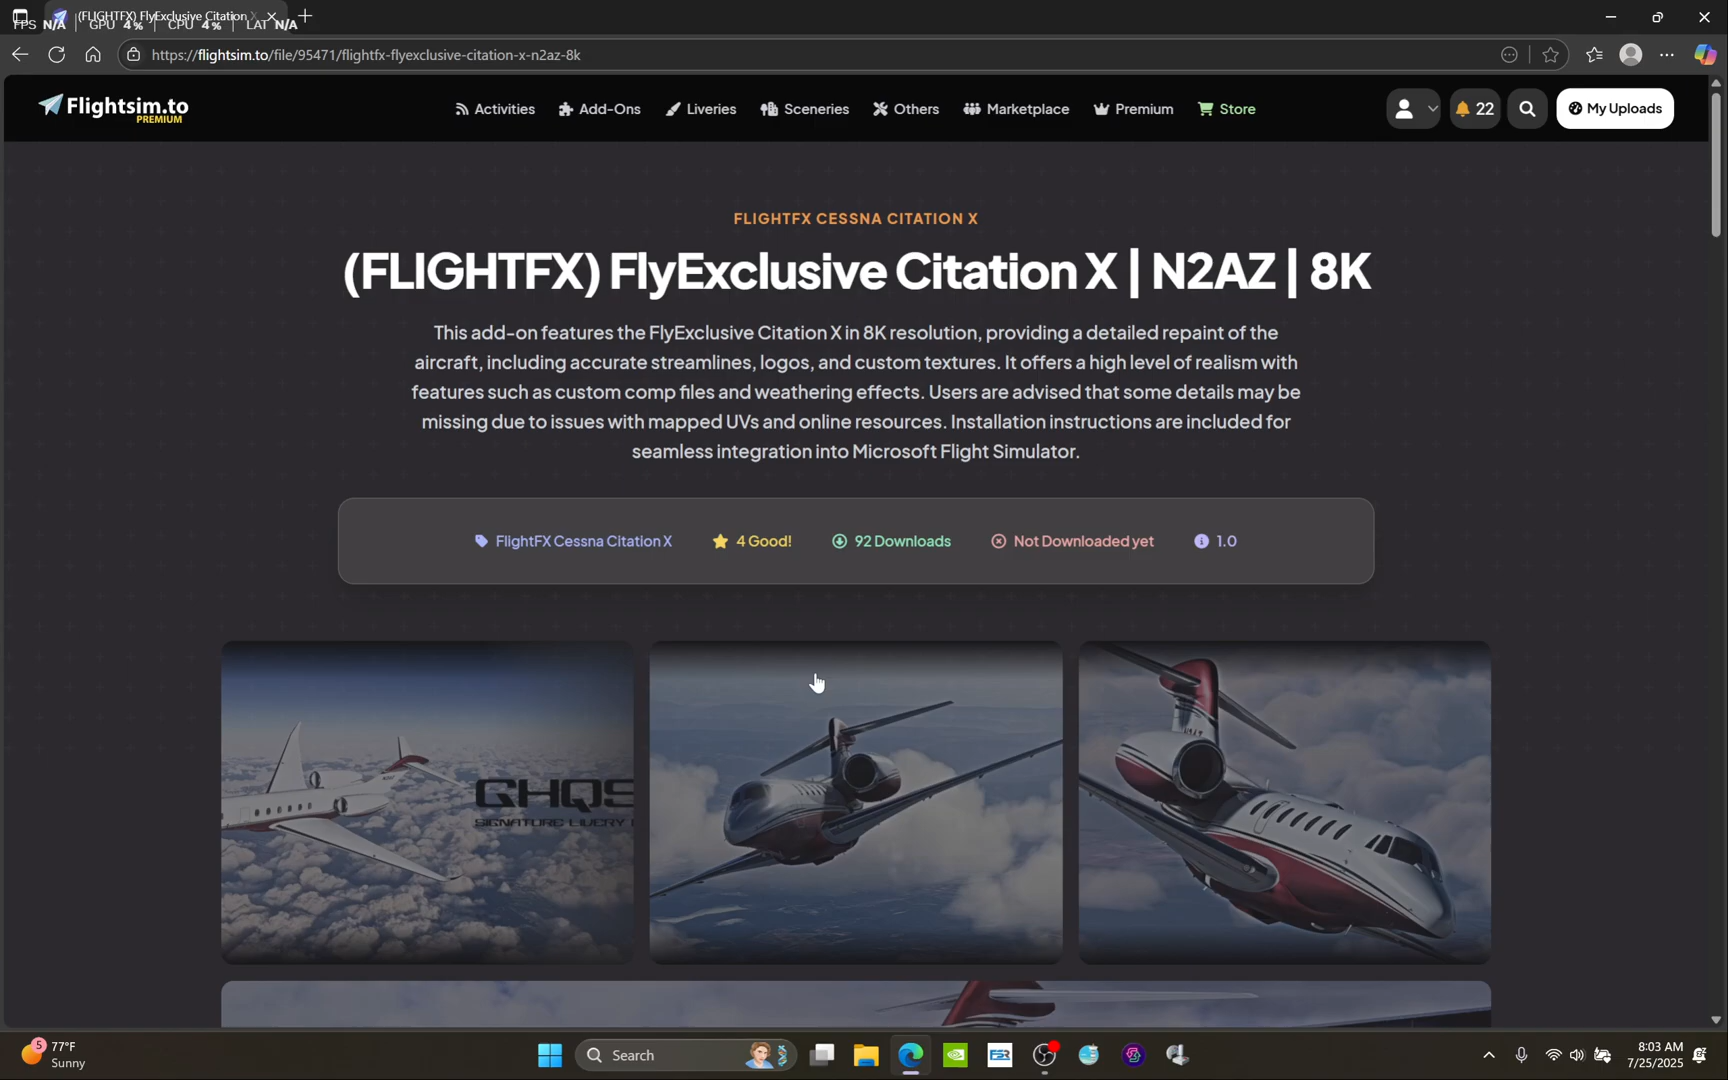 (FLIGHTFX) FlyExclusive Citation
FPS N/A | GPU 4% | CPU 4% | LAT N/A
https://flightsim.to/file/95471/flightfx-flyexclusive-citation-x-n2az-8k
Flightsim.to
PREMIUM
Activities
Add-Ons
Liveries
Sceneries
Others
Marketplace
Premium
Store
22
My Uploads
FLIGHTFX CESSNA CITATION X
(FLIGHTFX) FlyExclusive Citation X | N2AZ | 8K
This add-on features the FlyExclusive Citation X in 8K resolution, providing a detailed repaint of the
aircraft, including accurate streamlines, logos, and custom textures. It offers a high level of realism with
features such as custom comp files and weathering effects. Users are advised that some details may be
missing due to issues with mapped UVs and online resources. Installation instructions are included for
seamless integration into Microsoft Flight Simulator.
FlightFX Cessna Citation X
4 Good!
92 Downloads
Not Downloaded yet
1.0
GHOS
SIGNATURE LIVERY
5
77°F
Sunny
Search
FSR
8:03 AM
7/25/2025